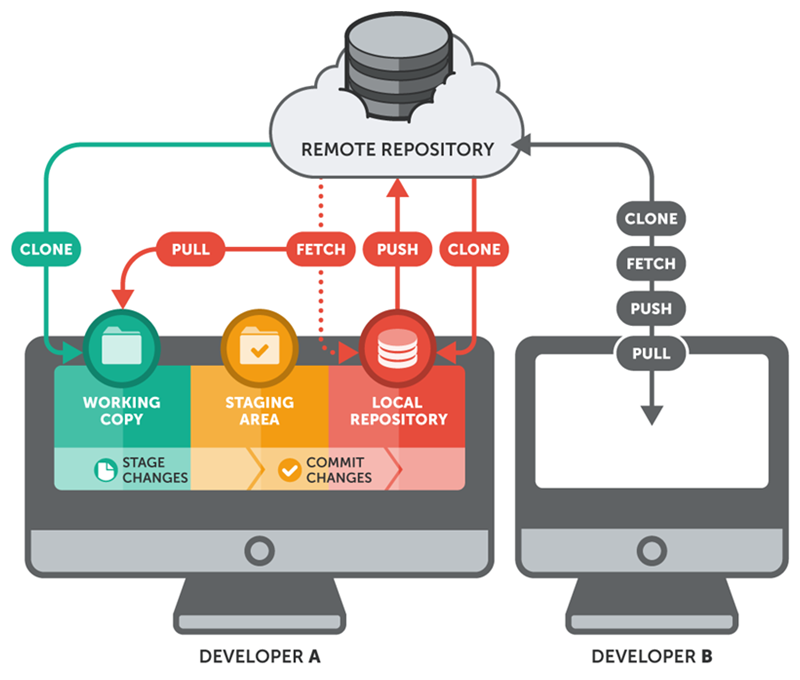 REMOTE REPOSITORY
CLONE
PULL
FETCH
PUSH
CLONE
CLONE
FETCH
PUSH
PULL
WORKING
COPY
STAGING
AREA
LOCAL
REPOSITORY
STAGE
CHANGES
COMMIT
CHANGES
DEVELOPER A
DEVELOPER B